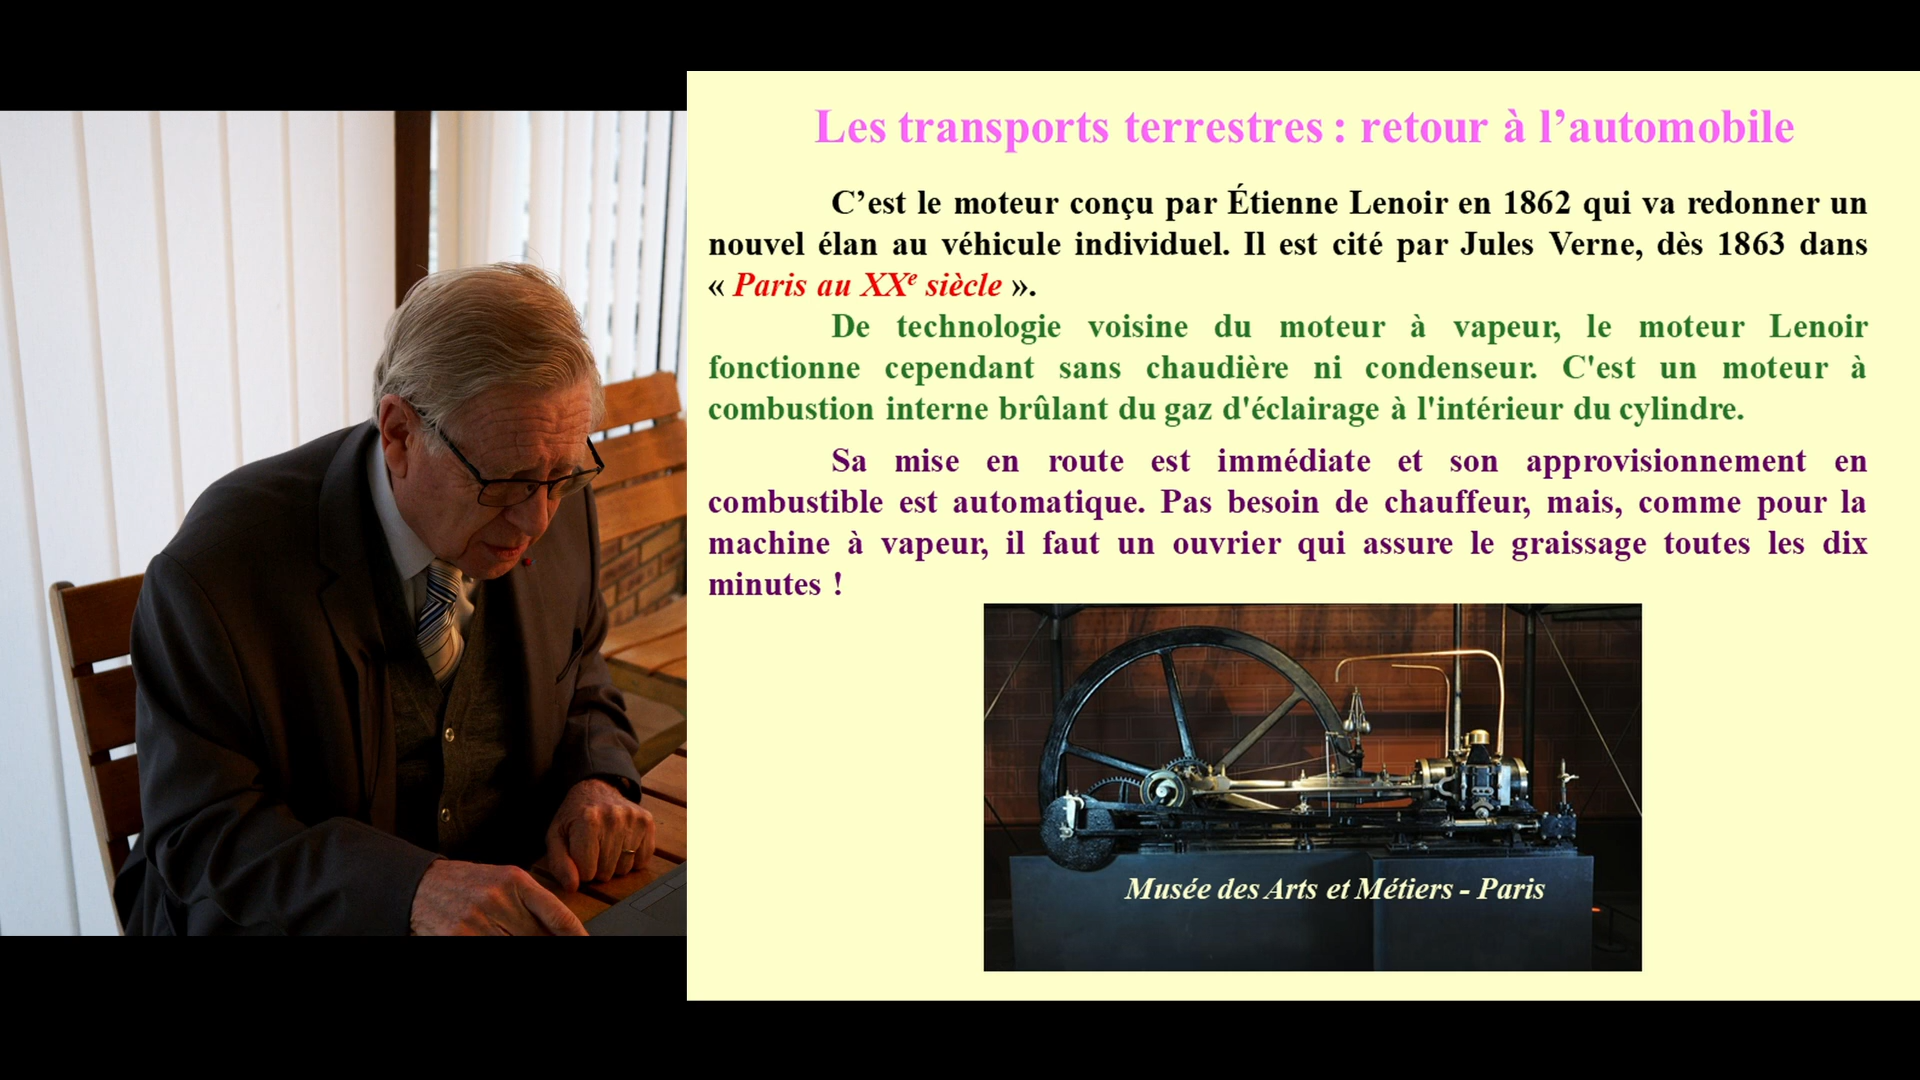 Les transports terrestres : retour à l’automobile
C’est le moteur conçu par Étienne Lenoir en 1862 qui va redonner un
nouvel élan au véhicule individuel. Il est cité par Jules Verne, dès 1863 dans
« Paris au XXe siècle ».
De technologie voisine du moteur à vapeur, le moteur Lenoir
fonctionne cependant sans chaudière ni condenseur. C'est un moteur à
combustion interne brûlant du gaz d'éclairage à l'intérieur du cylindre.
Sa mise en route est immédiate et son approvisionnement en
combustible est automatique. Pas besoin de chauffeur, mais, comme pour la
machine à vapeur, il faut un ouvrier qui assure le graissage toutes les dix
minutes !
Musée des Arts et Métiers - Paris